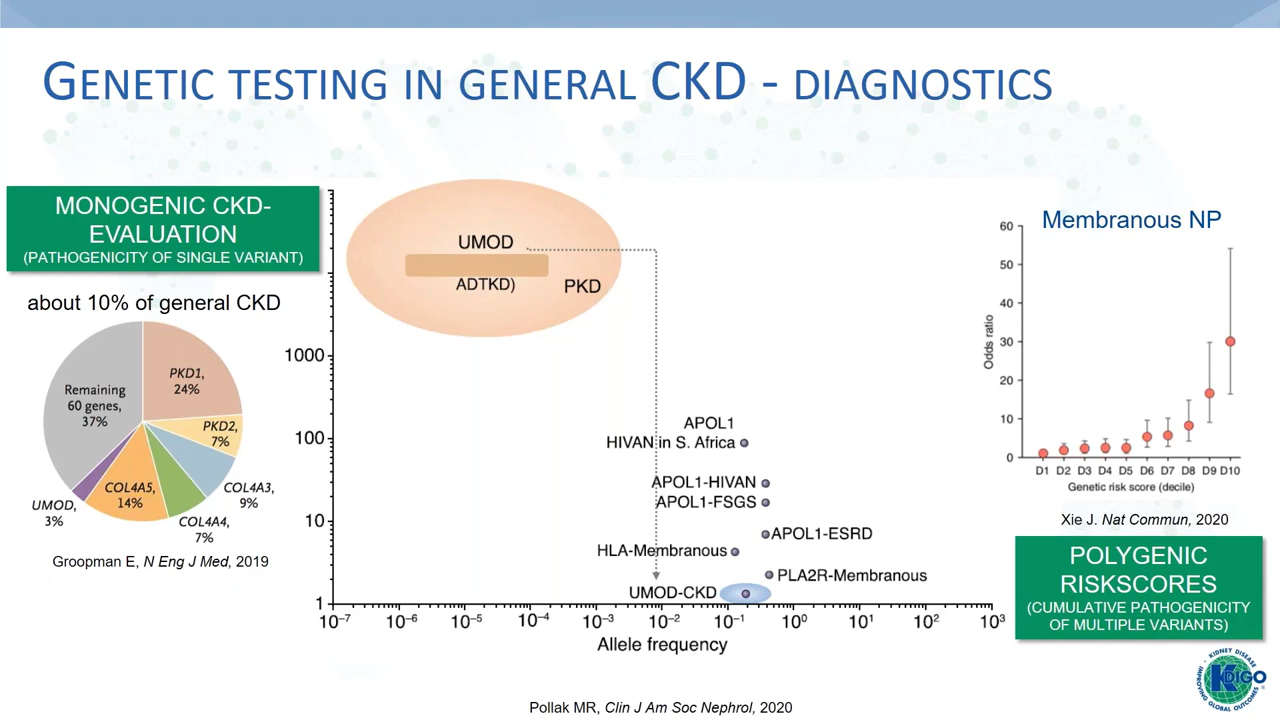 GENETIC TESTING IN GENERAL CKD - DIAGNOSTICS
MONOGENIC CKD-
EVALUATION
(PATHOGENICITY OF SINGLE VARIANT)
about 10% of general CKD
Remaining
60 genes,
37%
PKD1,
24%
PKD2,
7%
COL4A3,
9%
COL4A4,
7%
COL4A5,
14%
UMOD,
3%
Groopman E, N Eng J Med, 2019
UMOD
ADTKD)
PKD
1000
100
10
1
APOL1
HIVAN in S. Africa
APOL1-HIVAN
APOL1-FSGS
APOL1-ESRD
HLA-Membranous
PLA2R-Membranous
UMOD-CKD
10⁻⁷ 10⁻⁶ 10⁻⁵ 10⁻⁴ 10⁻³ 10⁻² 10⁻¹ 10⁰ 10¹ 10² 10³
Allele frequency
Pollak MR, Clin J Am Soc Nephrol, 2020
Membranous NP
Odds ratio
60
50
40
30
20
10
0
D1 D2 D3 D4 D5 D6 D7 D8 D9 D10
Genetic risk score (decile)
Xie J. Nat Commun, 2020
POLYGENIC
RISKSCORES
(CUMULATIVE PATHOGENICITY
OF MULTIPLE VARIANTS)
KIDNEY DISEASE
KDIGO
IMPROVING GLOBAL OUTCOMES